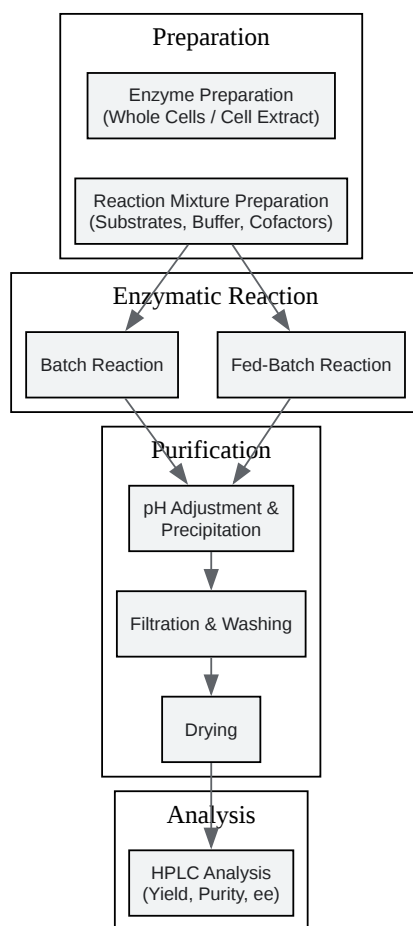 Preparation
Enzyme Preparation
(Whole Cells / Cell Extract)
Reaction Mixture Preparation
(Substrates, Buffer, Cofactors)
Enzymatic Reaction
Batch Reaction
Fed-Batch Reaction
Purification
pH Adjustment &
Precipitation
Filtration & Washing
Drying
Analysis
HPLC Analysis
(Yield, Purity, ee)